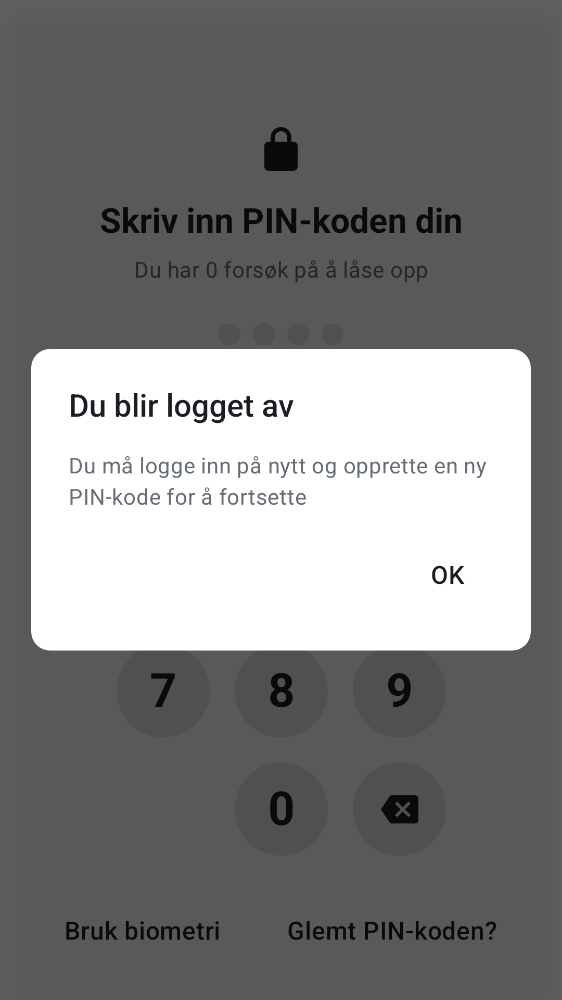 Skriv inn PIN-koden din
Du har 0 forsøk på å låse opp
Du blir logget av
Du må logge inn på nytt og opprette en ny
PIN-kode for å fortsette
OK
7 8 9
0
Bruk biometri Glemt PIN-koden?